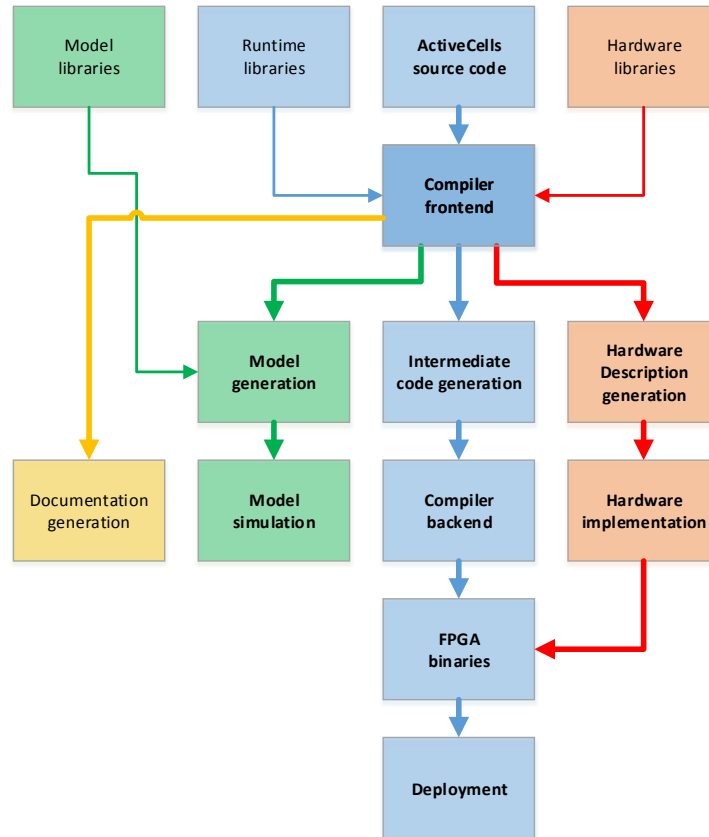 Model
libraries
Runtime
libraries
ActiveCells
source code
Hardware
libraries
Compiler
frontend
Model
generation
Intermediate
code generation
Hardware
Description
generation
Documentation
generation
Model
simulation
Compiler
backend
Hardware
implementation
FPGA
binaries
Deployment